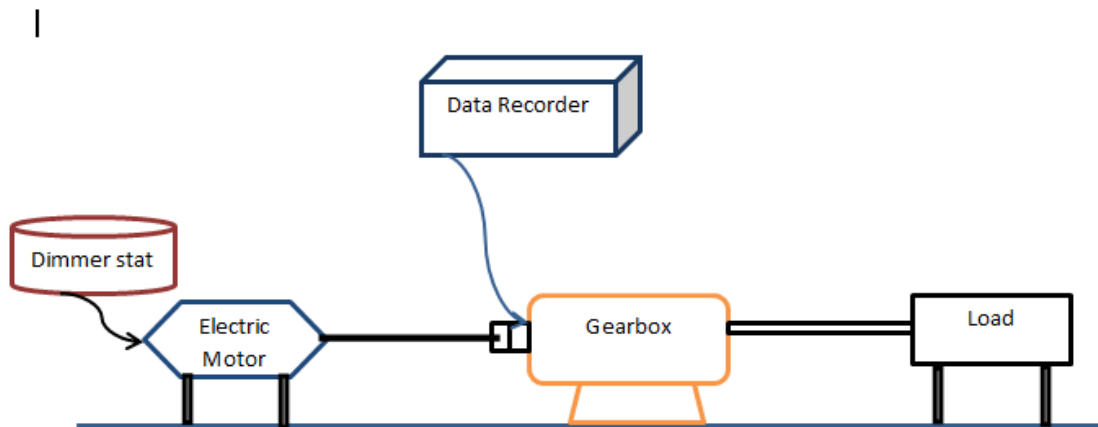 Data Recorder
Dimmer stat
Electric
Motor
Gearbox
Load